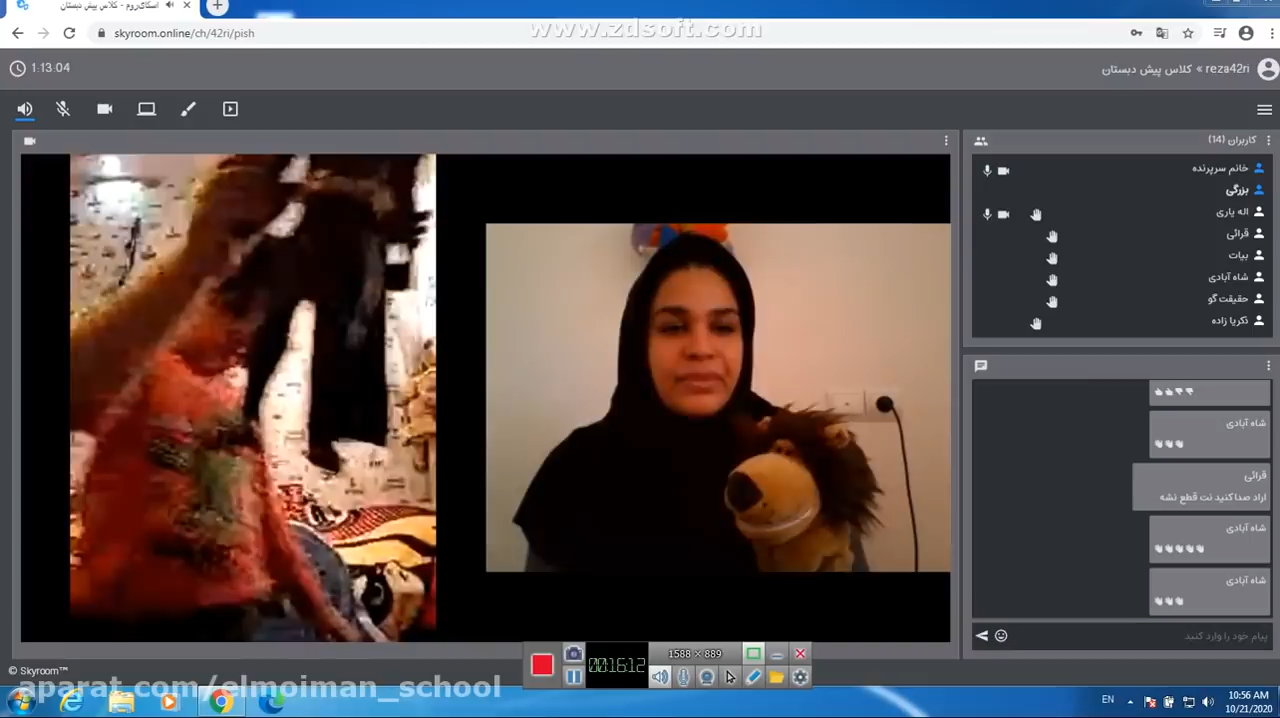 اسکای‌روم - کلاس پیش دبستان
www.zdsoft.com
skyroom.online/ch/42ri/pish
1:13:04
reza42ri » کلاس پیش دبستان
کاربران (14)
خانم سرپرنده
بزرگی
اله یاری
قرائی
بیات
شاه آبادی
حقیقت گو
ذکریا زاده
شاه آبادی
قرائی
اراد صدا کنید نت قطع نشه
شاه آبادی
شاه آبادی
پیام خود را وارد کنید
© Skyroom™
1588 × 889
00:16:12
aparat.com/elmoiman_school
EN
10:56 AM
10/21/2020